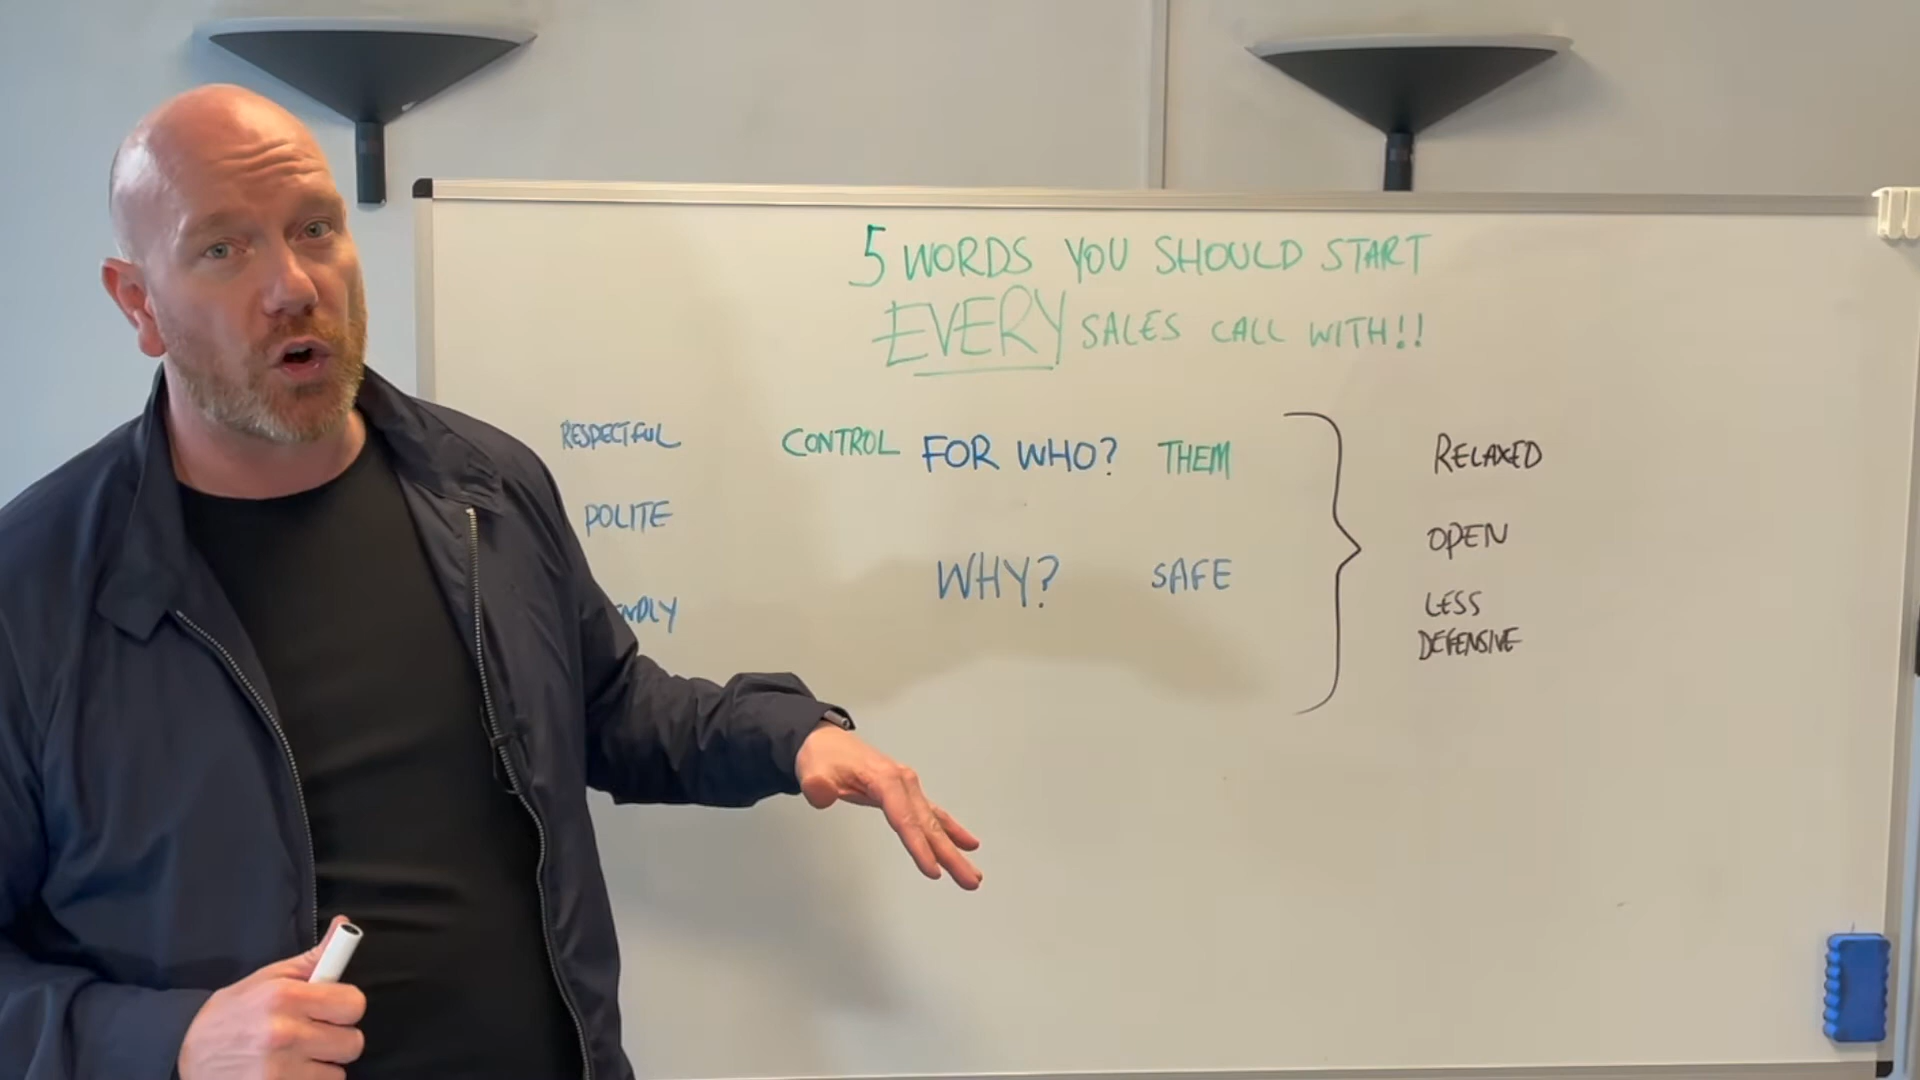 5 WORDS YOU SHOULD START
EVERY SALES CALL WITH!!
RESPECTFUL
POLITE
NDLY
CONTROL FOR WHO? THEM
WHY? SAFE
RELAXED
OPEN
LESS
DEFENSIVE